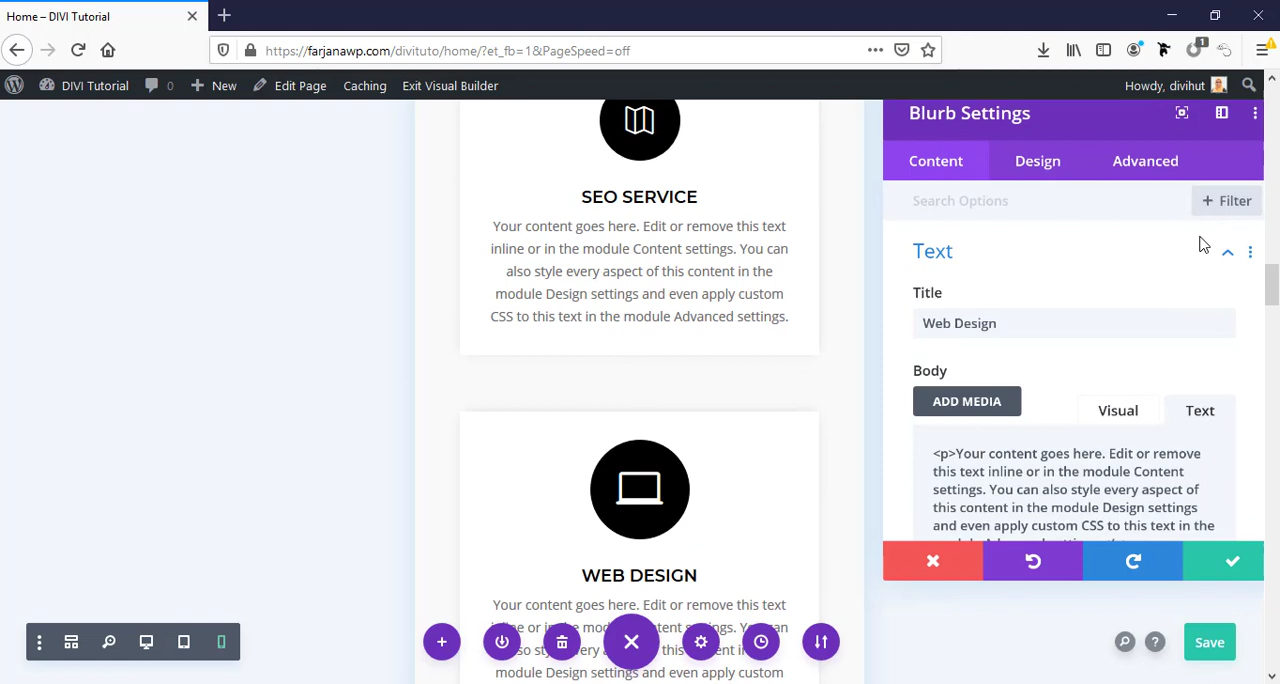 Home – DIVI Tutorial
https://farjanawp.com/divituto/home/?et_fb=1&PageSpeed=off
1
DIVI Tutorial
0
New
Edit Page
Caching
Exit Visual Builder
Howdy, divihut
SEO SERVICE
Your content goes here. Edit or remove this text
inline or in the module Content settings. You can
also style every aspect of this content in the
module Design settings and even apply custom
CSS to this text in the module Advanced settings.
WEB DESIGN
Your content goes here. Edit or remove this text
module Design settings and even apply custom
Blurb Settings
Content
Design
Advanced
Search Options
+ Filter
Text
Title
Web Design
Body
ADD MEDIA
Visual
Text
<p>Your content goes here. Edit or remove
this text inline or in the module Content
settings. You can also style every aspect of
this content in the module Design settings
and even apply custom CSS to this text in the
?
Save